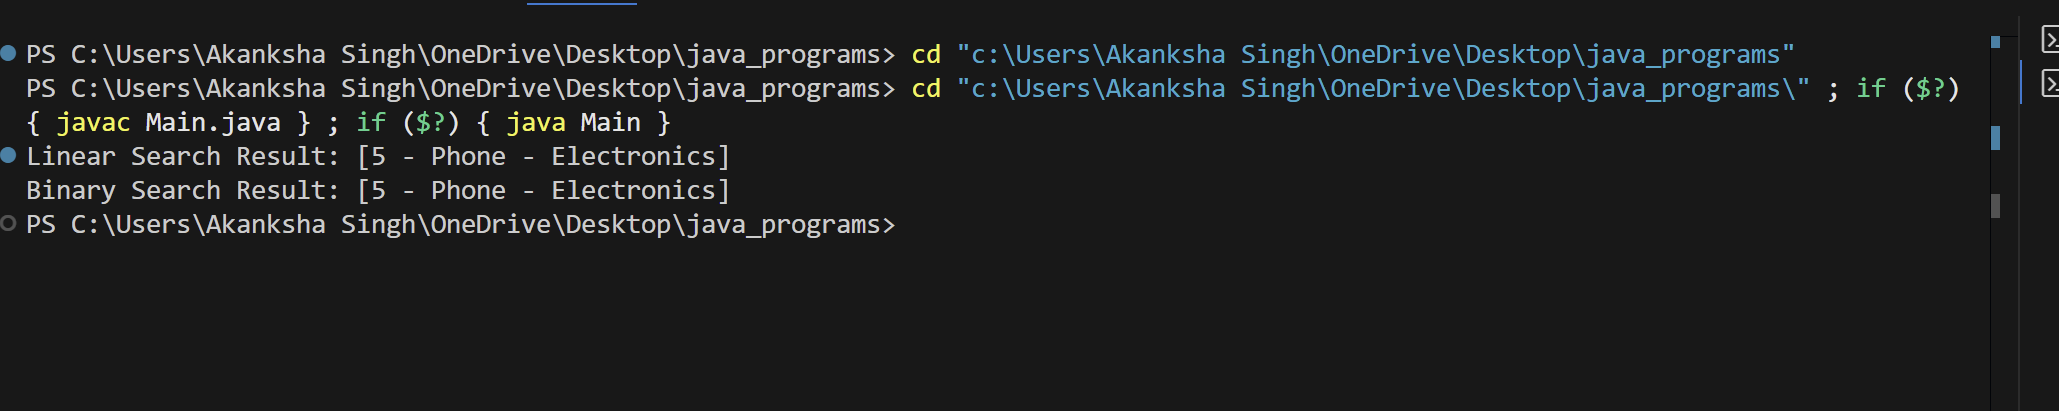 PS C:\Users\Akanksha Singh\OneDrive\Desktop\java_programs> cd "c:\Users\Akanksha Singh\OneDrive\Desktop\java_programs"
PS C:\Users\Akanksha Singh\OneDrive\Desktop\java_programs> cd "c:\Users\Akanksha Singh\OneDrive\Desktop\java_programs\" ; if ($?)
{ javac Main.java } ; if ($?) { java Main }
Linear Search Result: [5 - Phone - Electronics]
Binary Search Result: [5 - Phone - Electronics]
PS C:\Users\Akanksha Singh\OneDrive\Desktop\java_programs>